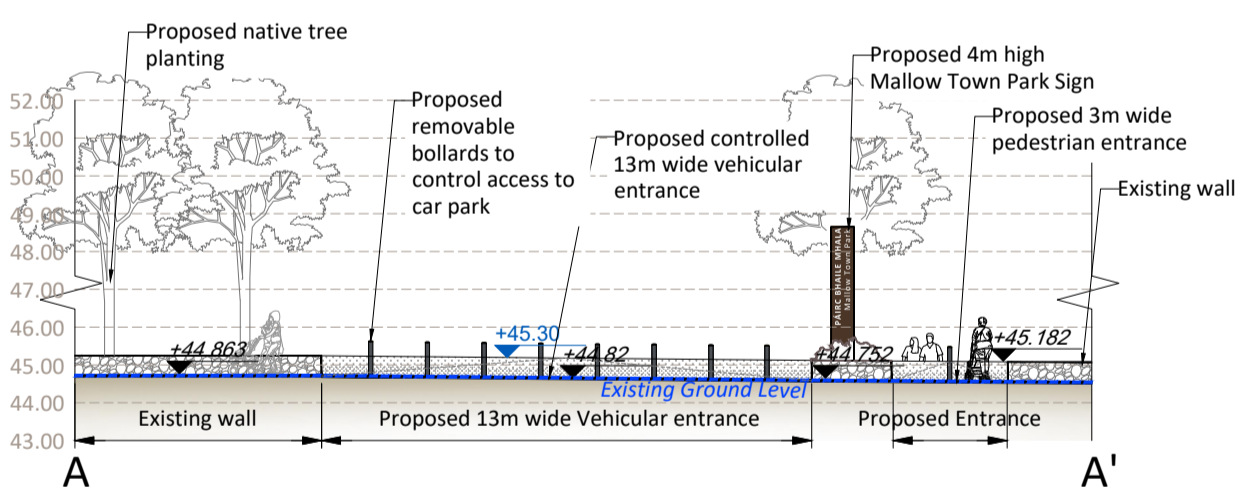 Proposed native tree
planting
Proposed
removable
bollards to
control access to
car park
Proposed controlled
13m wide vehicular
entrance
Proposed 4m high
Mallow Town Park Sign
Proposed 3m wide
pedestrian entrance
Existing wall
52.00
51.00
50.00
49.00
48.00
47.00
46.00
45.00
44.00
43.00
PÁIRC BHAILE MHALA
Mallow Town Park
+44.863
+45.30
+44.82
+44.752
+45.182
Existing Ground Level
Existing wall
Proposed 13m wide Vehicular entrance
Proposed Entrance
A
A'